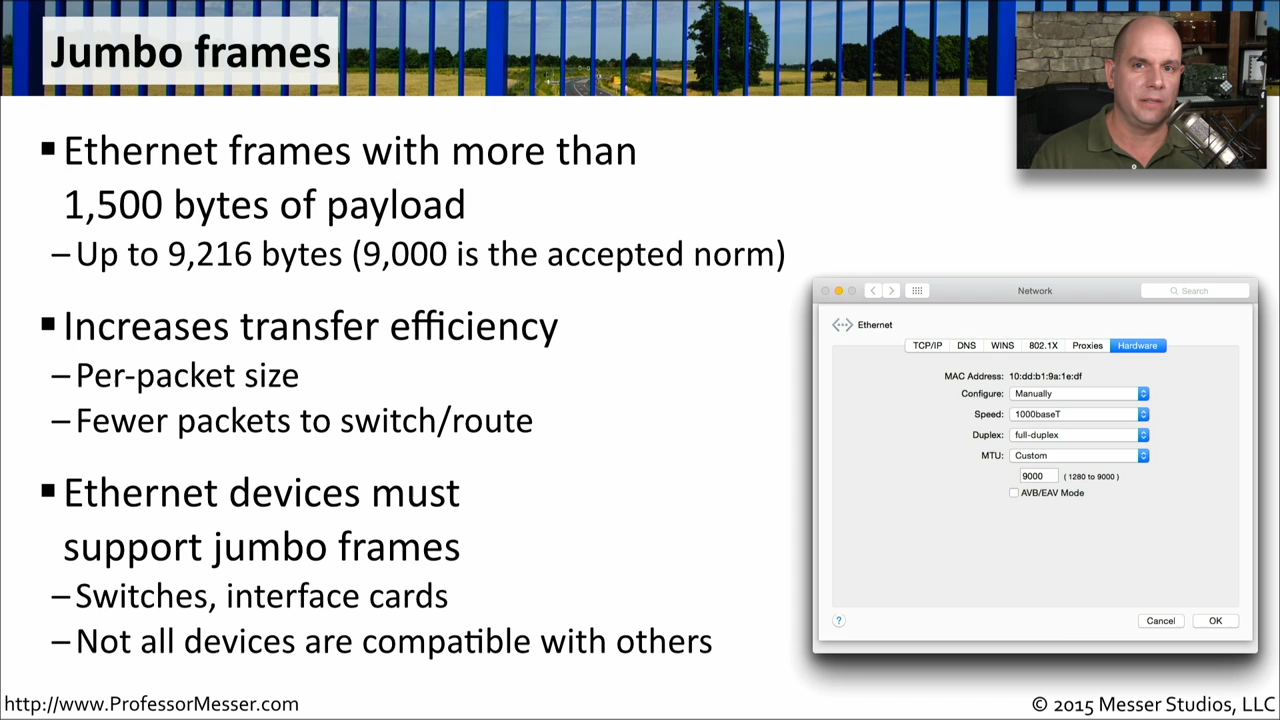 Jumbo frames
▪ Ethernet frames with more than
1,500 bytes of payload
– Up to 9,216 bytes (9,000 is the accepted norm)
▪ Increases transfer efficiency
– Per-packet size
– Fewer packets to switch/route
▪ Ethernet devices must
support jumbo frames
– Switches, interface cards
– Not all devices are compatible with others
Network
Search
Ethernet
TCP/IP DNS WINS 802.1X Proxies Hardware
MAC Address: 10:dd:b1:9a:1e:df
Configure: Manually
Speed: 1000baseT
Duplex: full-duplex
MTU: Custom
9000 ( 1280 to 9000 )
AVB/EAV Mode
? Cancel OK
http://www.ProfessorMesser.com
© 2015 Messer Studios, LLC